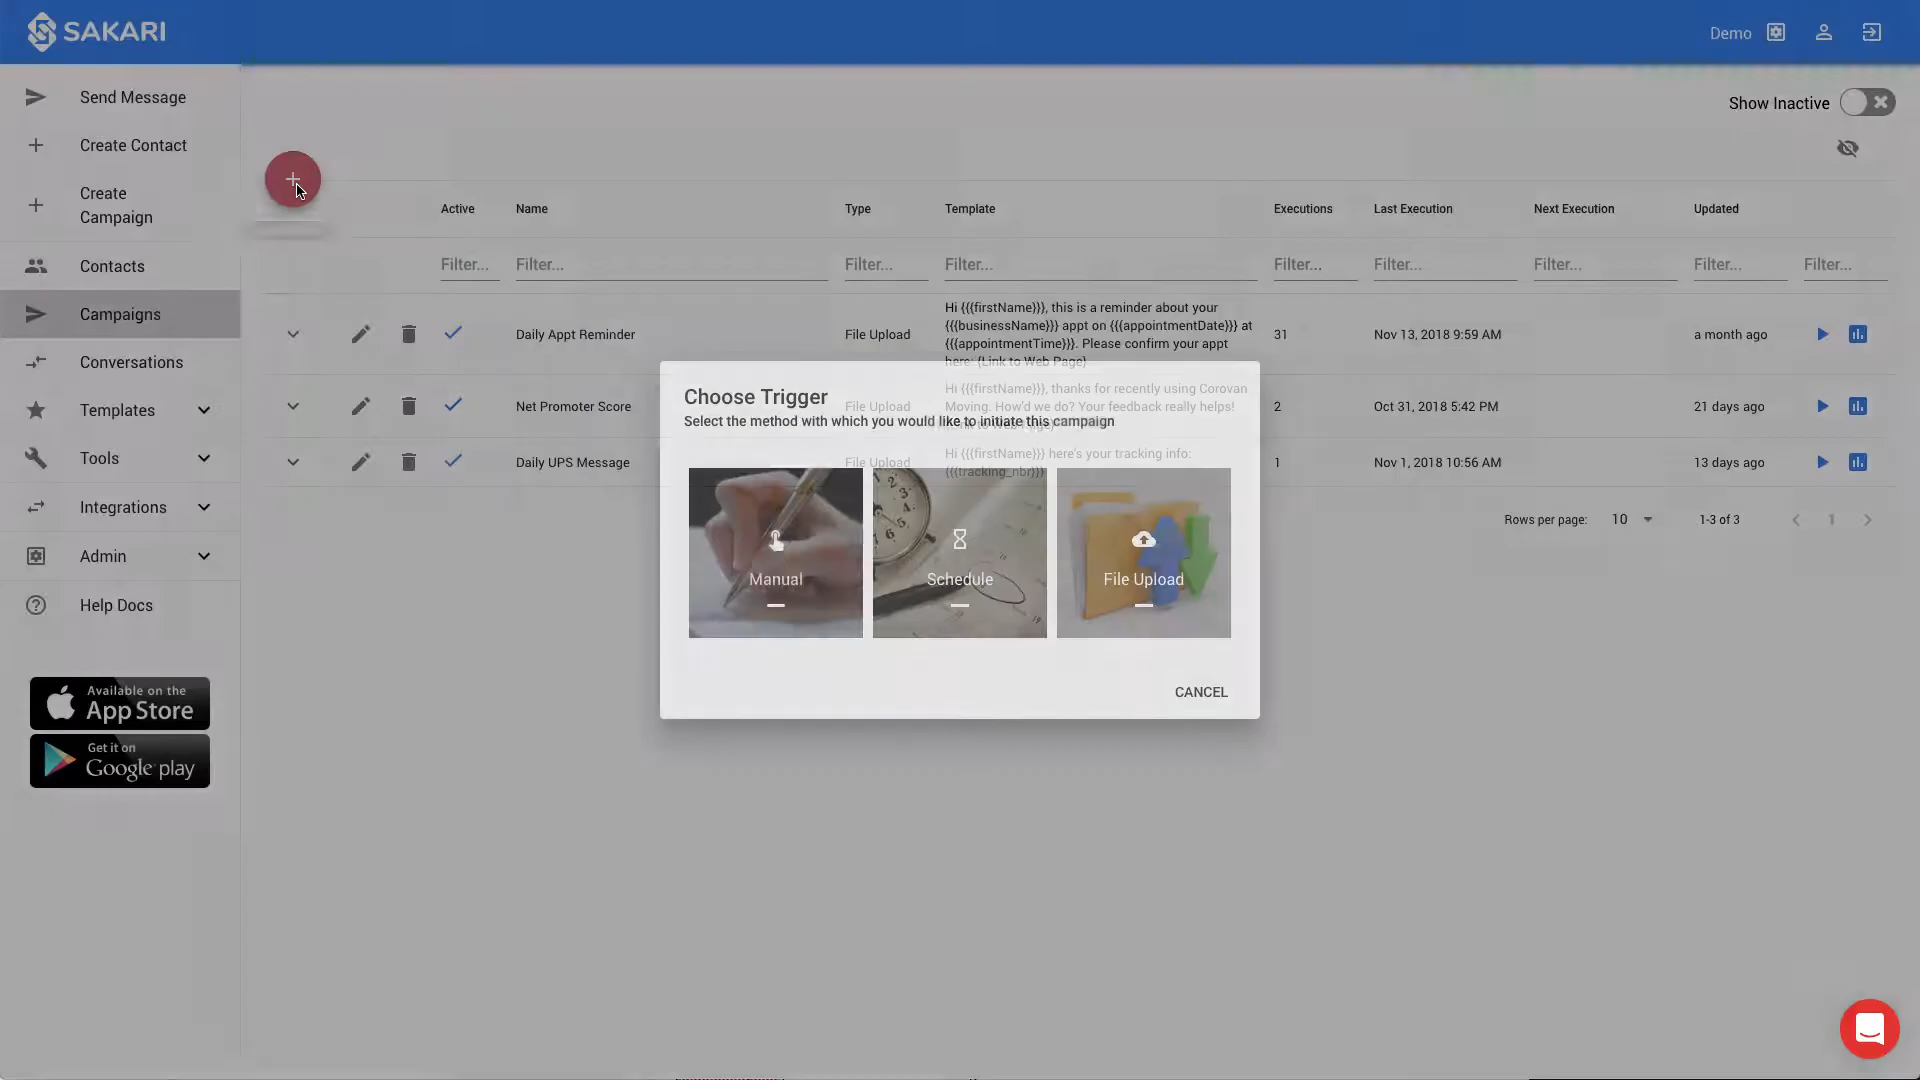 SAKARI
Demo
Send Message
Create Contact
Create
Campaign
Contacts
Campaigns
Conversations
Templates
Tools
Integrations
Admin
Help Docs
Available on the
App Store
Get it on
Google play
Show Inactive
Active Name Type Template Executions Last Execution Next Execution Updated
Filter... Filter... Filter... Filter... Filter... Filter... Filter... Filter... Filter...
Daily Appt Reminder File Upload
Hi {{{firstName}}}, this is a reminder about your
{{{businessName}}} appt on {{{appointmentDate}}} at
{{{appointmentTime}}}. Please confirm your appt
here: {Link to Web Page}
31 Nov 13, 2018 9:59 AM a month ago
Net Promoter Score File Upload
Hi {{{firstName}}}, thanks for recently using Corovan
Moving. How'd we do? Your feedback really helps!
2 Oct 31, 2018 5:42 PM 21 days ago
Daily UPS Message File Upload
Hi {{{firstName}}} here's your tracking info:
{{{tracking_nbr}}}
1 Nov 1, 2018 10:56 AM 13 days ago
Rows per page: 10 1-3 of 3 1
Choose Trigger
Select the method with which you would like to initiate this campaign
Manual Schedule File Upload
CANCEL